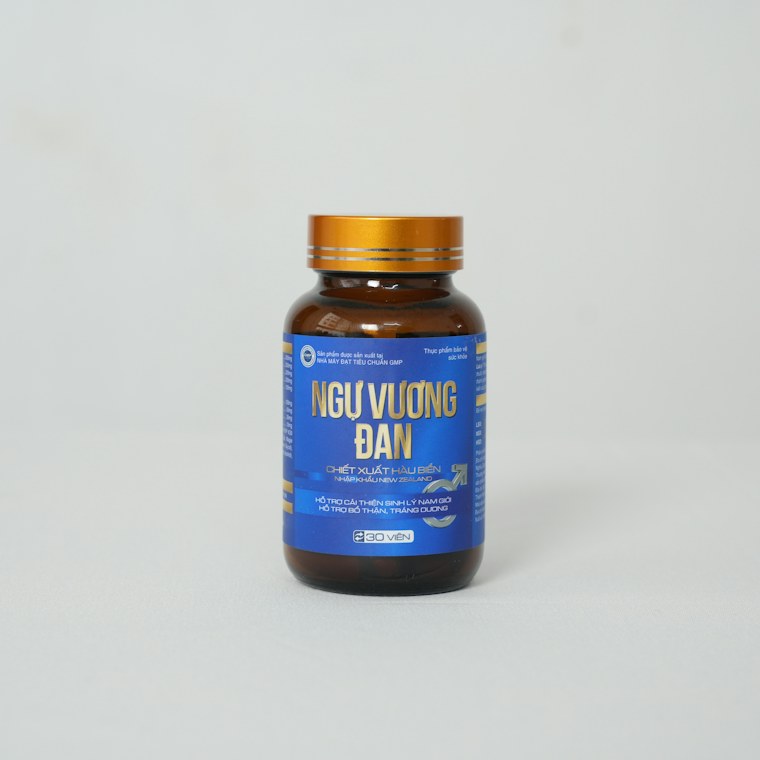 Sản phẩm được sản xuất tại
NHÀ MÁY ĐẠT TIÊU CHUẨN GMP
Thực phẩm bảo vệ
sức khỏe
NGỰ VƯƠNG
ĐAN
CHIẾT XUẤT HÀU BIỂN
NHẬP KHẨU NEW ZEALAND
HỖ TRỢ CẢI THIỆN SINH LÝ NAM GIỚI
HỖ TRỢ BỔ THẬN, TRÁNG DƯƠNG
30 VIÊN